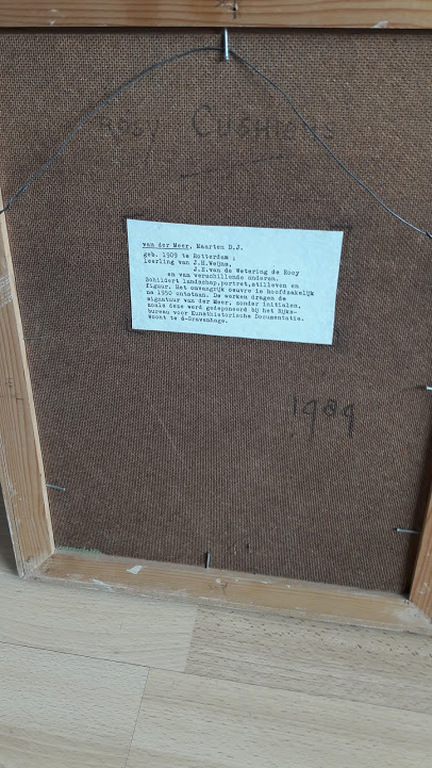 CUSHIONS
van der Meer, Maarten D.J.
geb. 1909 te Rotterdam ;
leerling van J.H.Weijns,
J.E.van de Wetering de Rooy
en van verschillende anderen.
Schildert landschap,portret,stilleven en
figuur. Het omvangrijk oeuvre is hoofdzakelijk
na 1950 ontstaan. De werken dragen de
signatuur van der Meer, zonder initialen,
zoals deze werd gedeponeerd bij het Rijks-
bureau voor Kunsthistorische Documentatie.
Woont te 's-Gravenhage.
1989